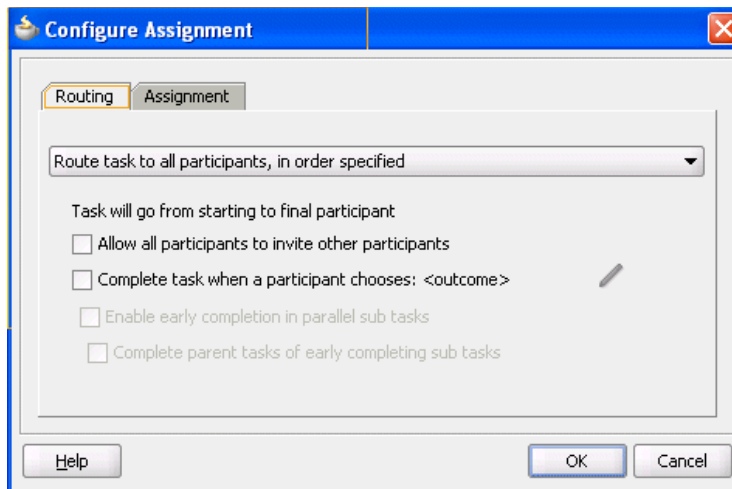 Configure Assignment
Routing
Assignment
Route task to all participants, in order specified
Task will go from starting to final participant
Allow all participants to invite other participants
Complete task when a participant chooses: <outcome>
Enable early completion in parallel sub tasks
Complete parent tasks of early completing sub tasks
Help
OK
Cancel